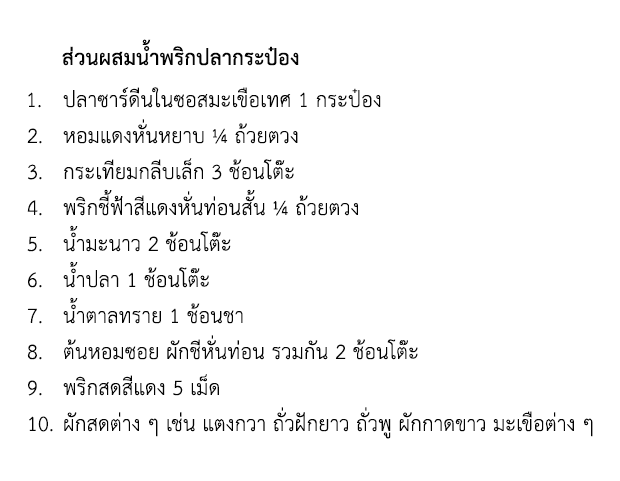 ส่วนผสมน้ำพริกปลากระป๋อง
1. ปลาซาร์ดีนในซอสมะเขือเทศ 1 กระป๋อง
2. หอมแดงหั่นหยาบ ¼ ถ้วยตวง
3. กระเทียมกลีบเล็ก 3 ช้อนโต๊ะ
4. พริกชี้ฟ้าสีแดงหั่นท่อนสั้น ¼ ถ้วยตวง
5. น้ำมะนาว 2 ช้อนโต๊ะ
6. น้ำปลา 1 ช้อนโต๊ะ
7. น้ำตาลทราย 1 ช้อนชา
8. ต้นหอมซอย ผักชีหั่นท่อน รวมกัน 2 ช้อนโต๊ะ
9. พริกสดสีแดง 5 เม็ด
10. ผักสดต่าง ๆ เช่น แตงกวา ถั่วฝักยาว ถั่วพู ผักกาดขาว มะเขือต่าง ๆ